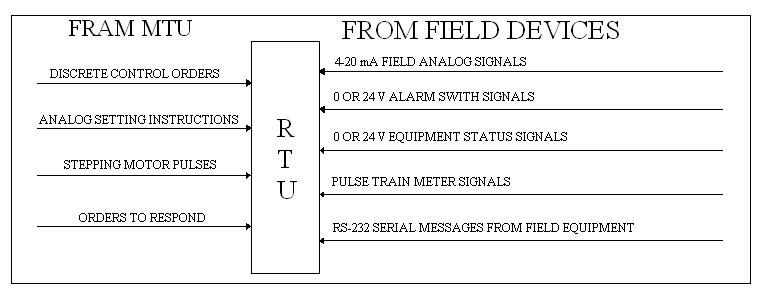 FRAM MTU
FROM FIELD DEVICES
DISCRETE CONTROL ORDERS
ANALOG SETTING INSTRUCTIONS
STEPPING MOTOR PULSES
ORDERS TO RESPOND
R
T
U
4-20 mA FIELD ANALOG SIGNALS
0 OR 24 V ALARM SWITH SIGNALS
0 OR 24 V EQUIPMENT STATUS SIGNALS
PULSE TRAIN METER SIGNALS
RS-232 SERIAL MESSAGES FROM FIELD EQUIPMENT